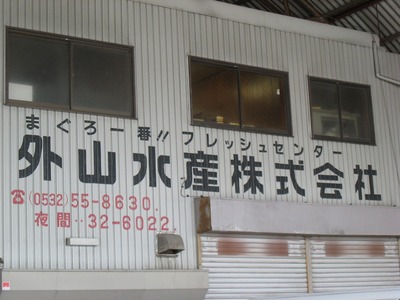 まぐろ一番!! フレッシュセンター
外山水産株式会社
☎(0532)55-8630.
夜間..32-6022